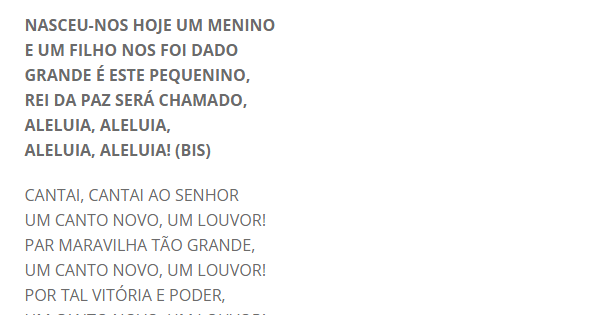 NASCEU-NOS HOJE UM MENINO
E UM FILHO NOS FOI DADO
GRANDE É ESTE PEQUENINO,
REI DA PAZ SERÁ CHAMADO,
ALELUIA, ALELUIA,
ALELUIA, ALELUIA! (BIS)
CANTAI, CANTAI AO SENHOR
UM CANTO NOVO, UM LOUVOR!
PAR MARAVILHA TÃO GRANDE,
UM CANTO NOVO, UM LOUVOR!
POR TAL VITÓRIA E PODER,